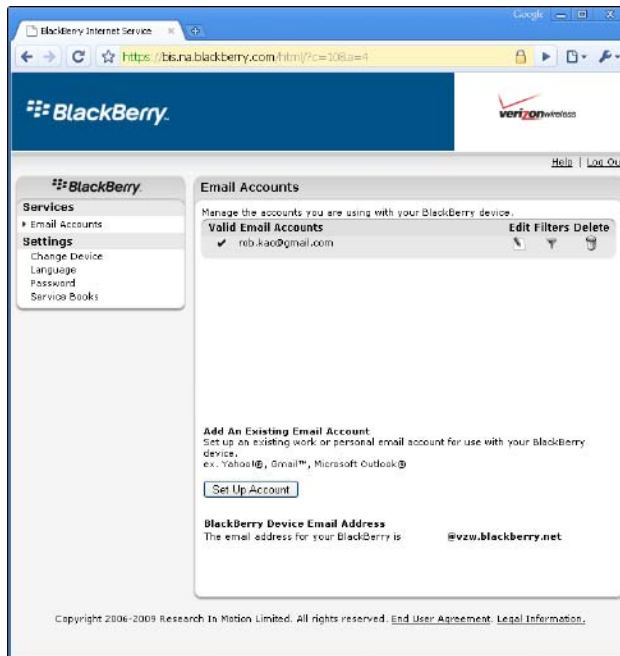 Google
BlackBerry Internet Service
https://bis.na.blackberry.com/html/?c=10&a=4
BlackBerry.
verizonwireless
Help | Log Ou
BlackBerry.
Services
Email Accounts
Settings
Change Device
Language
Password
Service Books
Email Accounts
Manage the accounts you are using with your BlackBerry device.
Valid Email Accounts Edit Filters Delete
rob.kao@gmail.com
Add An Existing Email Account
Set up an existing work or personal email account for use with your BlackBerry
device.
ex. Yahoo!®, Gmail™, Microsoft Outlook®
Set Up Account
BlackBerry Device Email Address
The email address for your BlackBerry is @vzw.blackberry.net
Copyright 2006-2009 Research In Motion Limited. All rights reserved. End User Agreement. Legal Information.